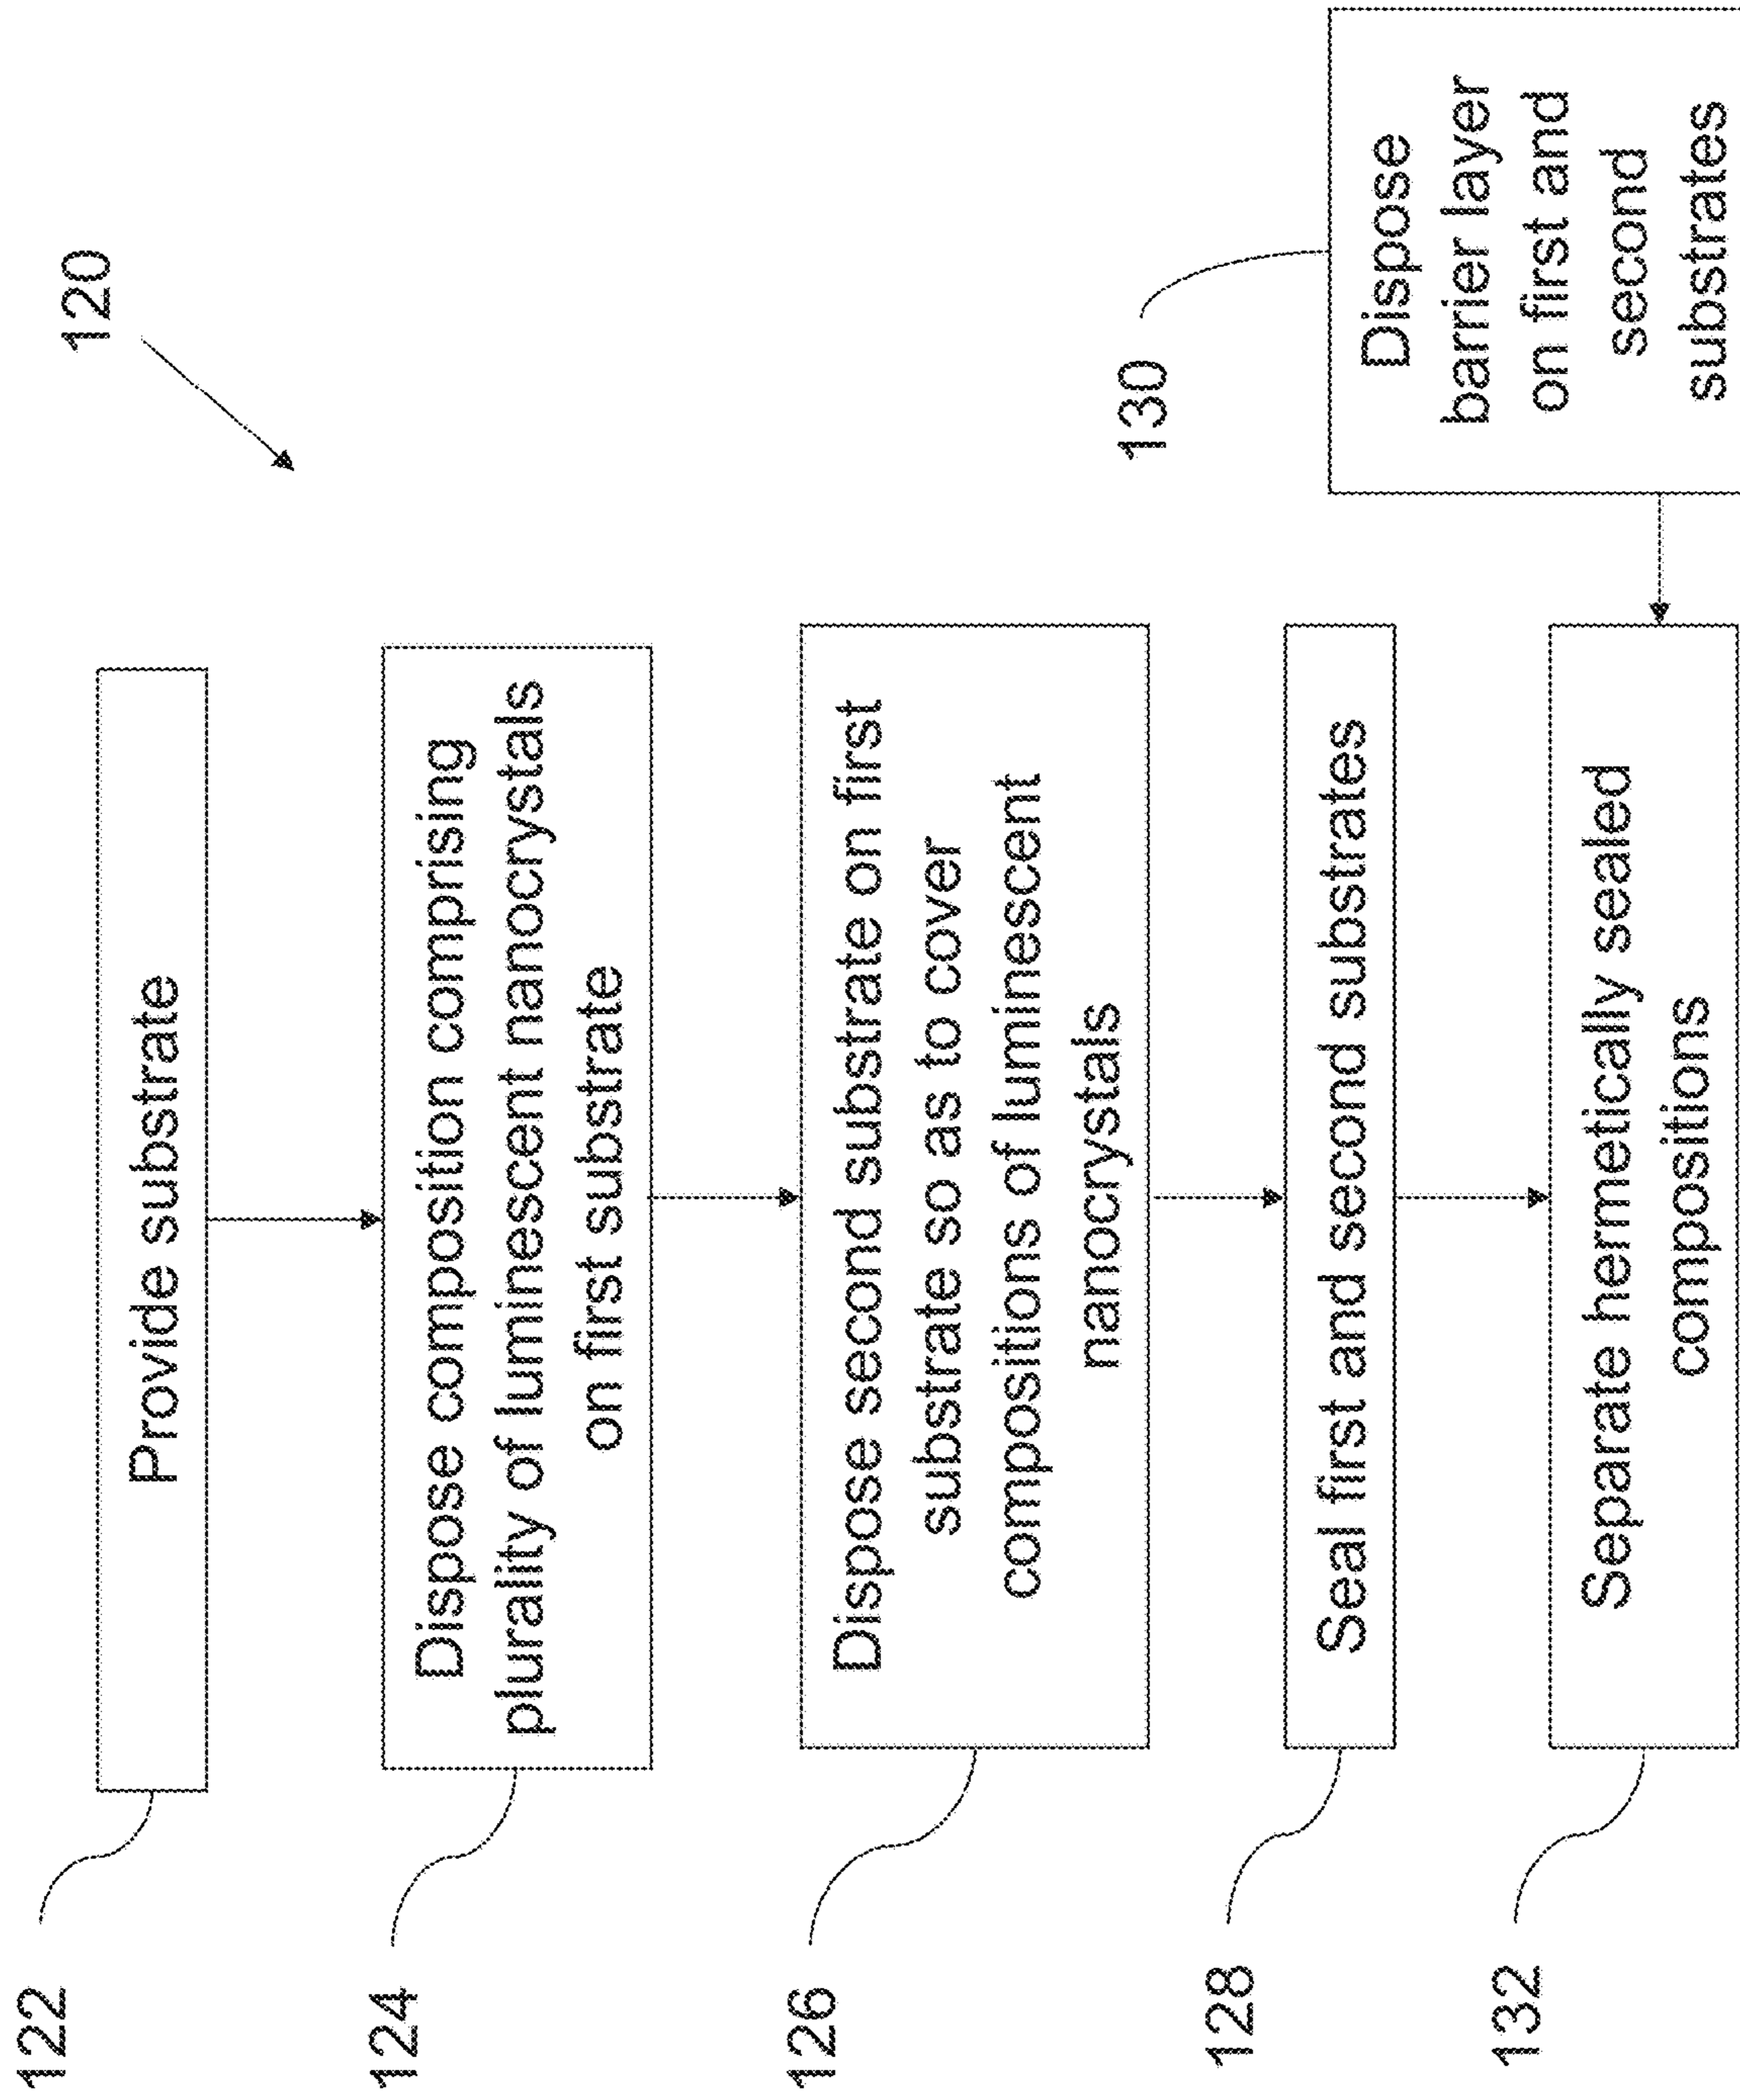 120
122
Provide substrate
124
Dispose composition comprising
plurality of luminescent nanocrystals
on first substrate
126
Dispose second substrate on first
substrate so as to cover
compositions of luminescent
nanocrystals
128
Seal first and second substrates
130
Dispose
barrier layer
on first and
second
substrates
132
Separate hermetically sealed
compositions